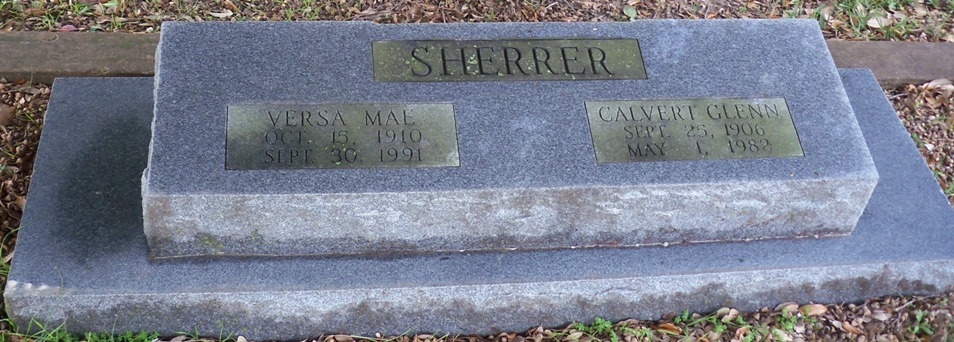 SHERRER
VERSA MAE
OCT. 15, 1910
SEPT. 30, 1991
CALVERT GLENN
SEPT. 25, 1906
MAY 1, 1982